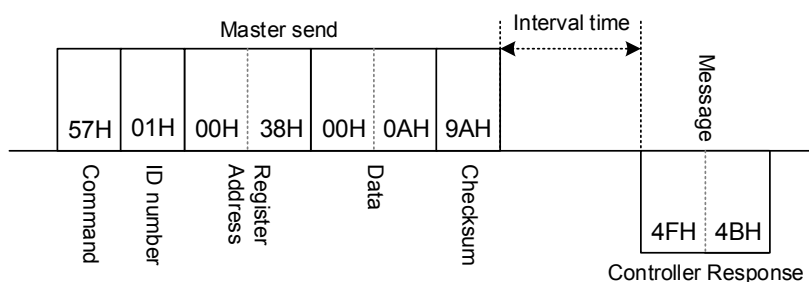 Master send
Interval time
57H 01H 00H 38H 00H 0AH 9AH
Command
ID number
Register
Address
Data
Checksum
Message
4FH 4BH
Controller Response